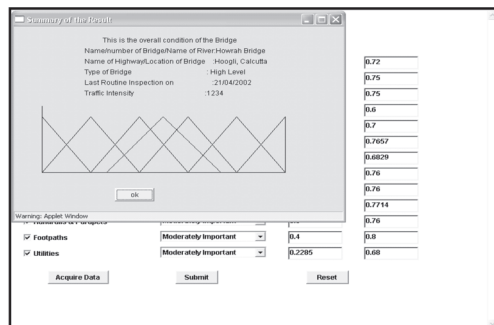 Summary of the Result
This is the overall condition of the Bridge
Name/number of Bridge/Name of River:Howrah Bridge
Name of Highway/Location of Bridge :Hoogli, Calcutta
Type of Bridge : High Level
Last Routine Inspection on :21/04/2002
Traffic Intensity :1234
ok
Warning: Applet Window
0.72
0.75
0.75
0.6
0.7
0.7657
0.6829
0.76
0.76
0.7714
0.76
Footpaths Moderately Important 0.4 0.8
Utilities Moderately Important 0.2285 0.68
Acquire Data Submit Reset